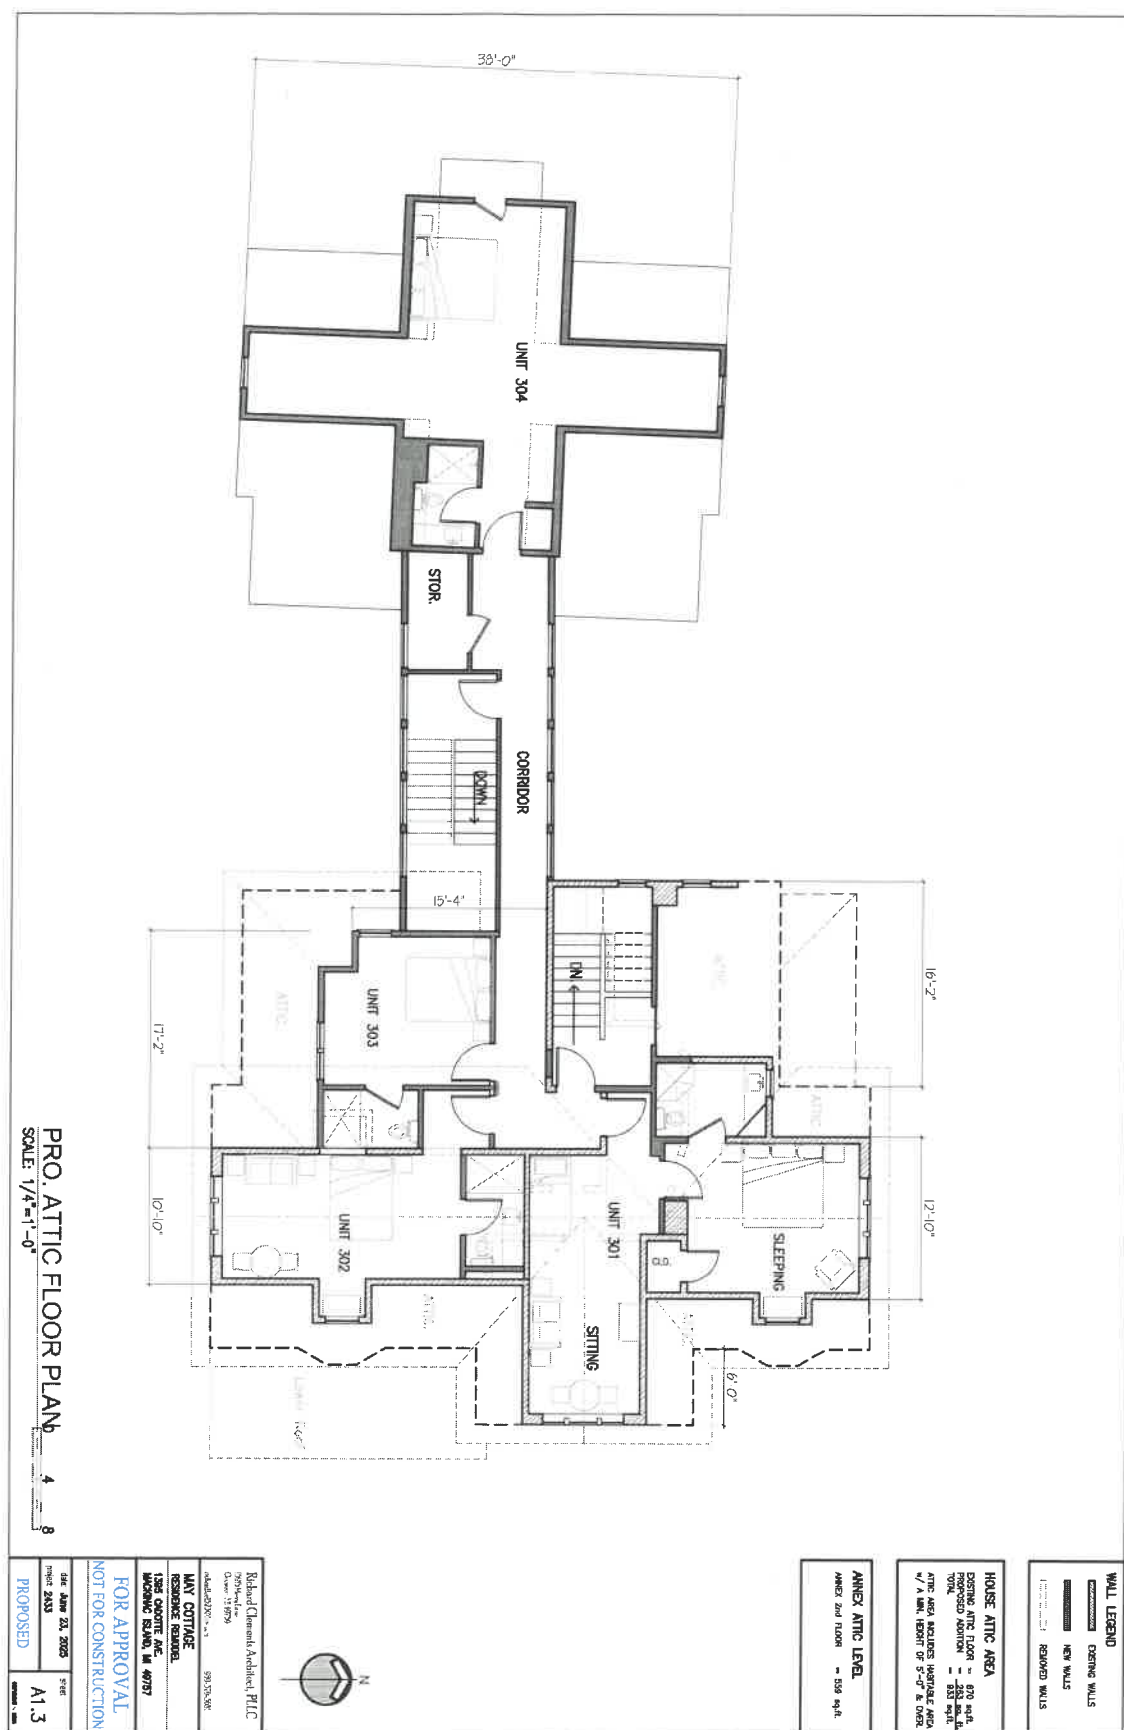 38'-0"
UNIT 304
STOR.
CORRIDOR
DOWN
15'-4"
DN
ATTIC
16'-2"
UNIT 303
ATTIC
17'-2"
ATTIC
10'-10"
UNIT 302
UNIT 301
SLEEPING
12'-10"
SITTING
6'-0"
PRO. ATTIC FLOOR PLAN
SCALE: 1/4"=1'-0"
0 4 8
WALL LEGEND
EXISTING WALLS
NEW WALLS
REMOVED WALLS
HOUSE ATTIC AREA
EXISTING ATTIC FLOOR = 670 sq.ft.
PROPOSED ADDITION = 263 sq.ft.
TOTAL = 933 sq.ft.
ATTIC AREA INCLUDES HABITABLE AREA
W/ A MIN. HEIGHT OF 5'-0" & OVER.
ANNEX ATTIC LEVEL
ANNEX 2nd FLOOR = 559 sq.ft.
N
Richard Clements Architect, PLLC
MAY COTTAGE
RESIDENCE REMODEL
1395 CADOTTE AVE.
MACKINAC ISLAND, MI 49757
FOR APPROVAL
NOT FOR CONSTRUCTION
date: June 23, 2025
project: 2433
sheet
PROPOSED
A1.3